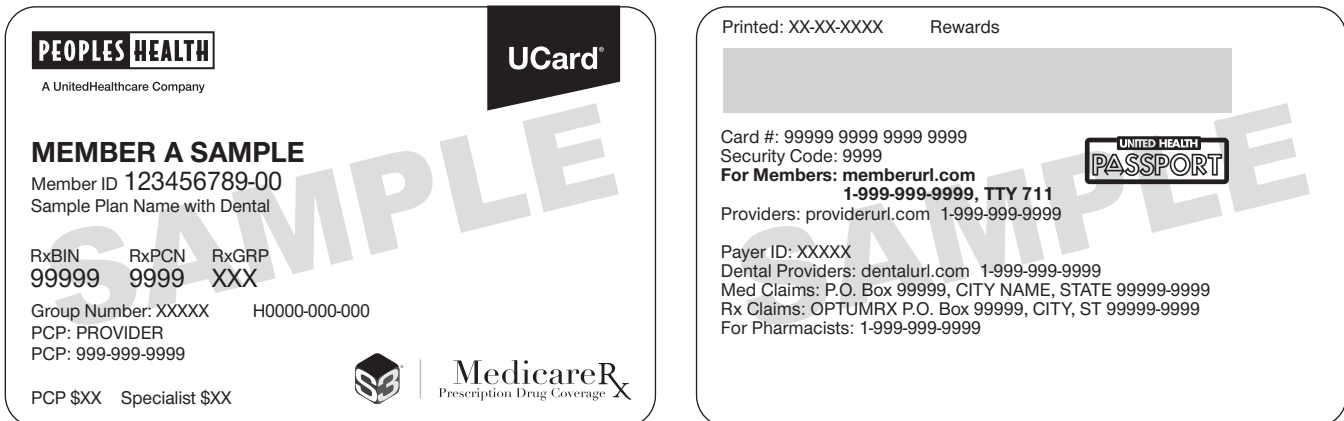 PEOPLES HEALTH
A UnitedHealthcare Company
UCard®
MEMBER A SAMPLE
Member ID 123456789-00
Sample Plan Name with Dental
RxBIN RxPCN RxGRP
99999 9999 XXX
Group Number: XXXXX H0000-000-000
PCP: PROVIDER
PCP: 999-999-9999
PCP $XX Specialist $XX
S3
MedicareRx
Prescription Drug Coverage
SAMPLE
Printed: XX-XX-XXXX Rewards
Card #: 99999 9999 9999 9999
Security Code: 9999
For Members: memberurl.com
1-999-999-9999, TTY 711
Providers: providerurl.com 1-999-999-9999
UNITED HEALTH
PASSPORT
Payer ID: XXXXX
Dental Providers: dentalurl.com 1-999-999-9999
Med Claims: P.O. Box 99999, CITY NAME, STATE 99999-9999
Rx Claims: OPTUMRX P.O. Box 99999, CITY, ST 99999-9999
For Pharmacists: 1-999-999-9999
SAMPLE